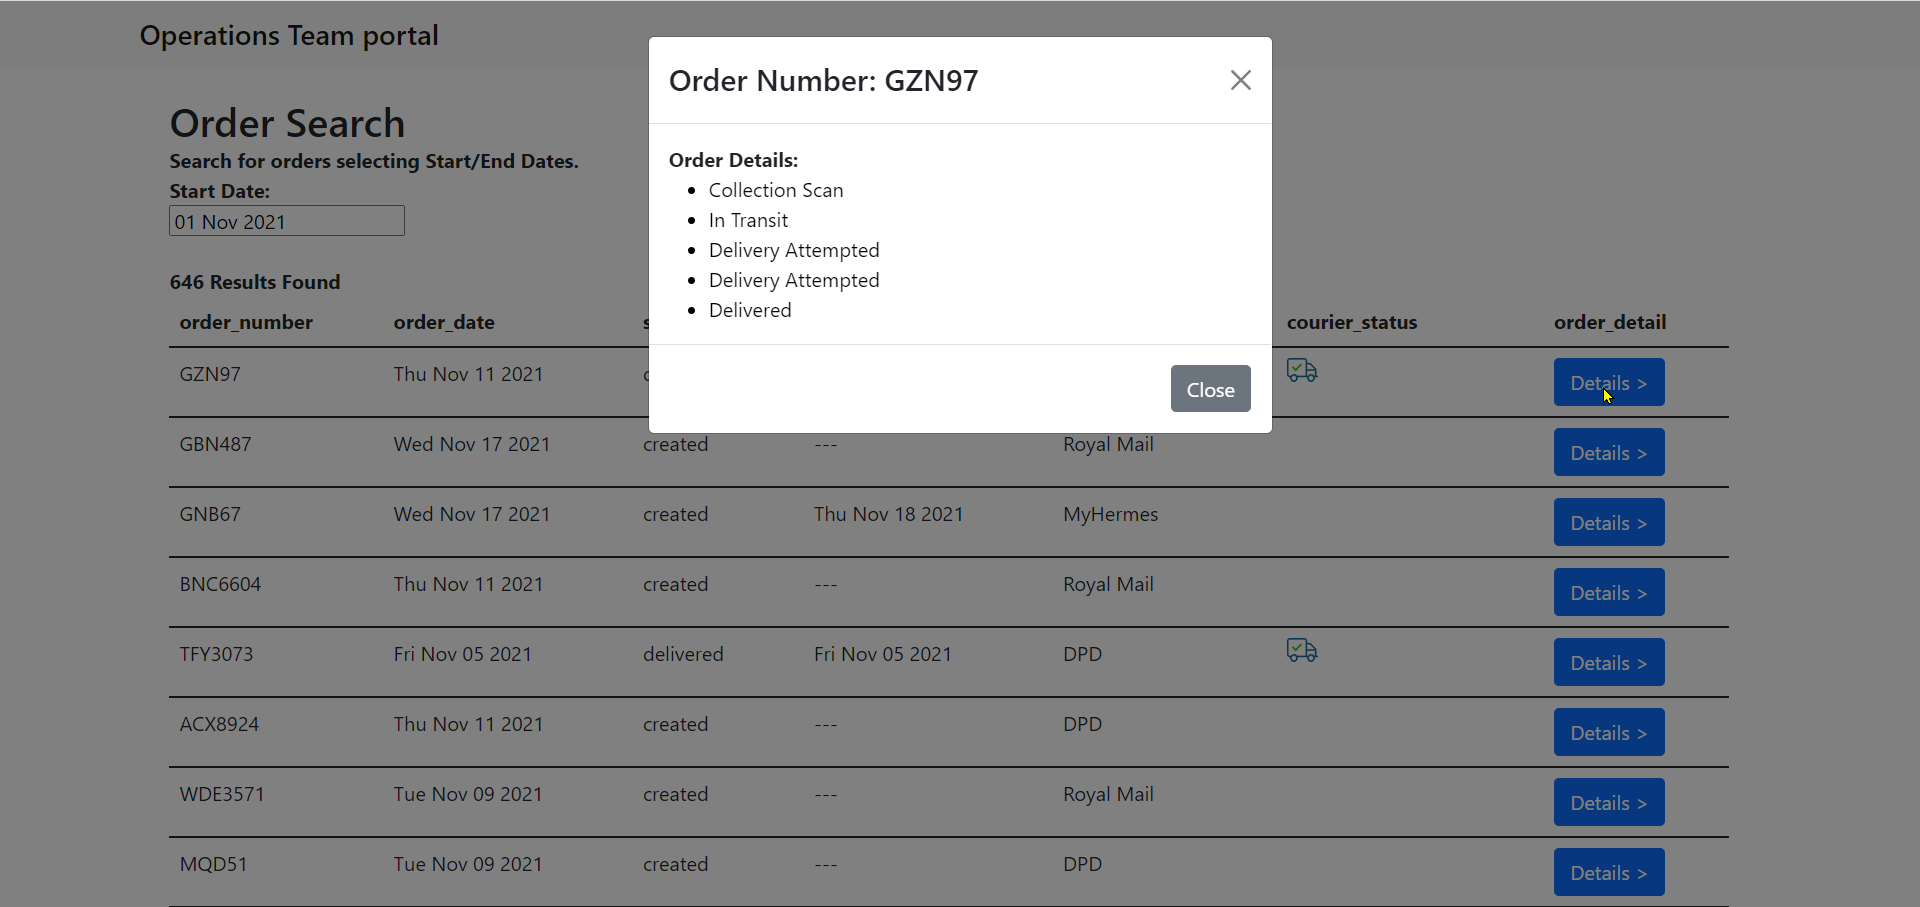 Operations Team portal
Order Number: GZN97
Order Details:
Collection Scan
In Transit
Delivery Attempted
Delivery Attempted
Delivered
Close
Order Search
Search for orders selecting Start/End Dates.
Start Date:
01 Nov 2021
646 Results Found
order_number order_date courier_status order_detail
GZN97 Thu Nov 11 2021 Details >
GBN487 Wed Nov 17 2021 created --- Royal Mail Details >
GNB67 Wed Nov 17 2021 created Thu Nov 18 2021 MyHermes Details >
BNC6604 Thu Nov 11 2021 created --- Royal Mail Details >
TFY3073 Fri Nov 05 2021 delivered Fri Nov 05 2021 DPD Details >
ACX8924 Thu Nov 11 2021 created --- DPD Details >
WDE3571 Tue Nov 09 2021 created --- Royal Mail Details >
MQD51 Tue Nov 09 2021 created --- DPD Details >